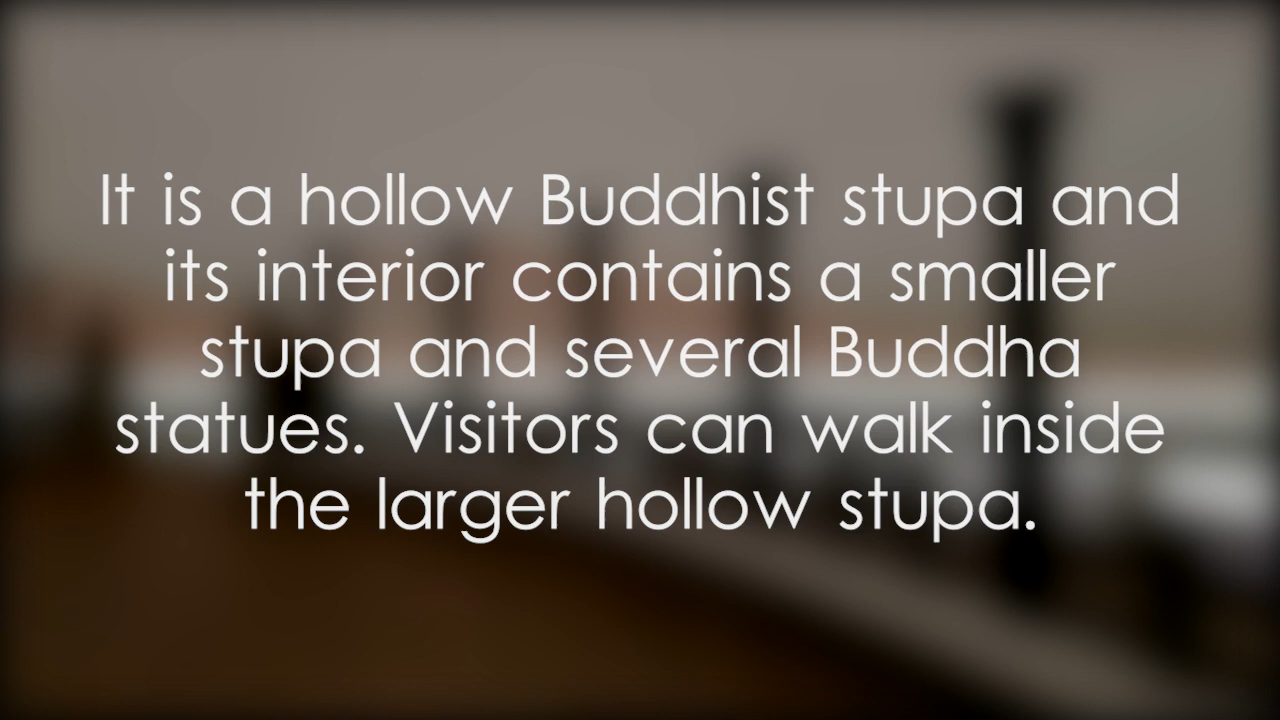 It is a hollow Buddhist stupa and
its interior contains a smaller
stupa and several Buddha
statues. Visitors can walk inside
the larger hollow stupa.